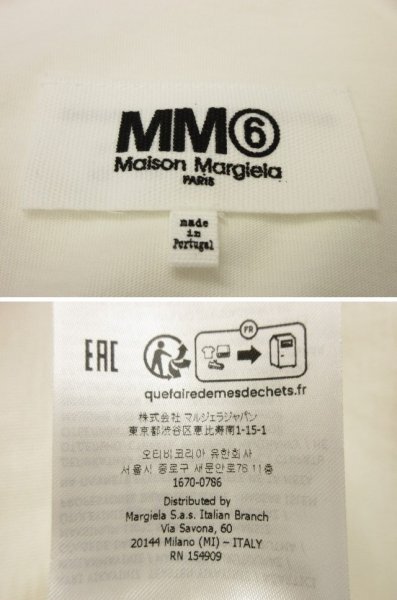 MM⑥
Maison Margiela
PARIS
made
in
Portugal
EAC
FR
quefairedemesdechets.fr
株式会社 マルジェラジャパン
東京都渋谷区恵比寿南1-15-1
오티비코리아 유한회사
서울시 종로구 새문안로76 11층
1670-0786
Distributed by
Margiela S.a.s. Italian Branch
Via Savona, 60
20144 Milano (MI) – ITALY
RN 154909